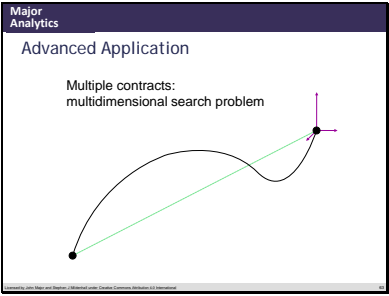 Major
Analytics
Advanced Application
Multiple contracts:
multidimensional search problem
Licensed by John Major and Stephen J Mildenhall under Creative Commons Attribution 4.0 International